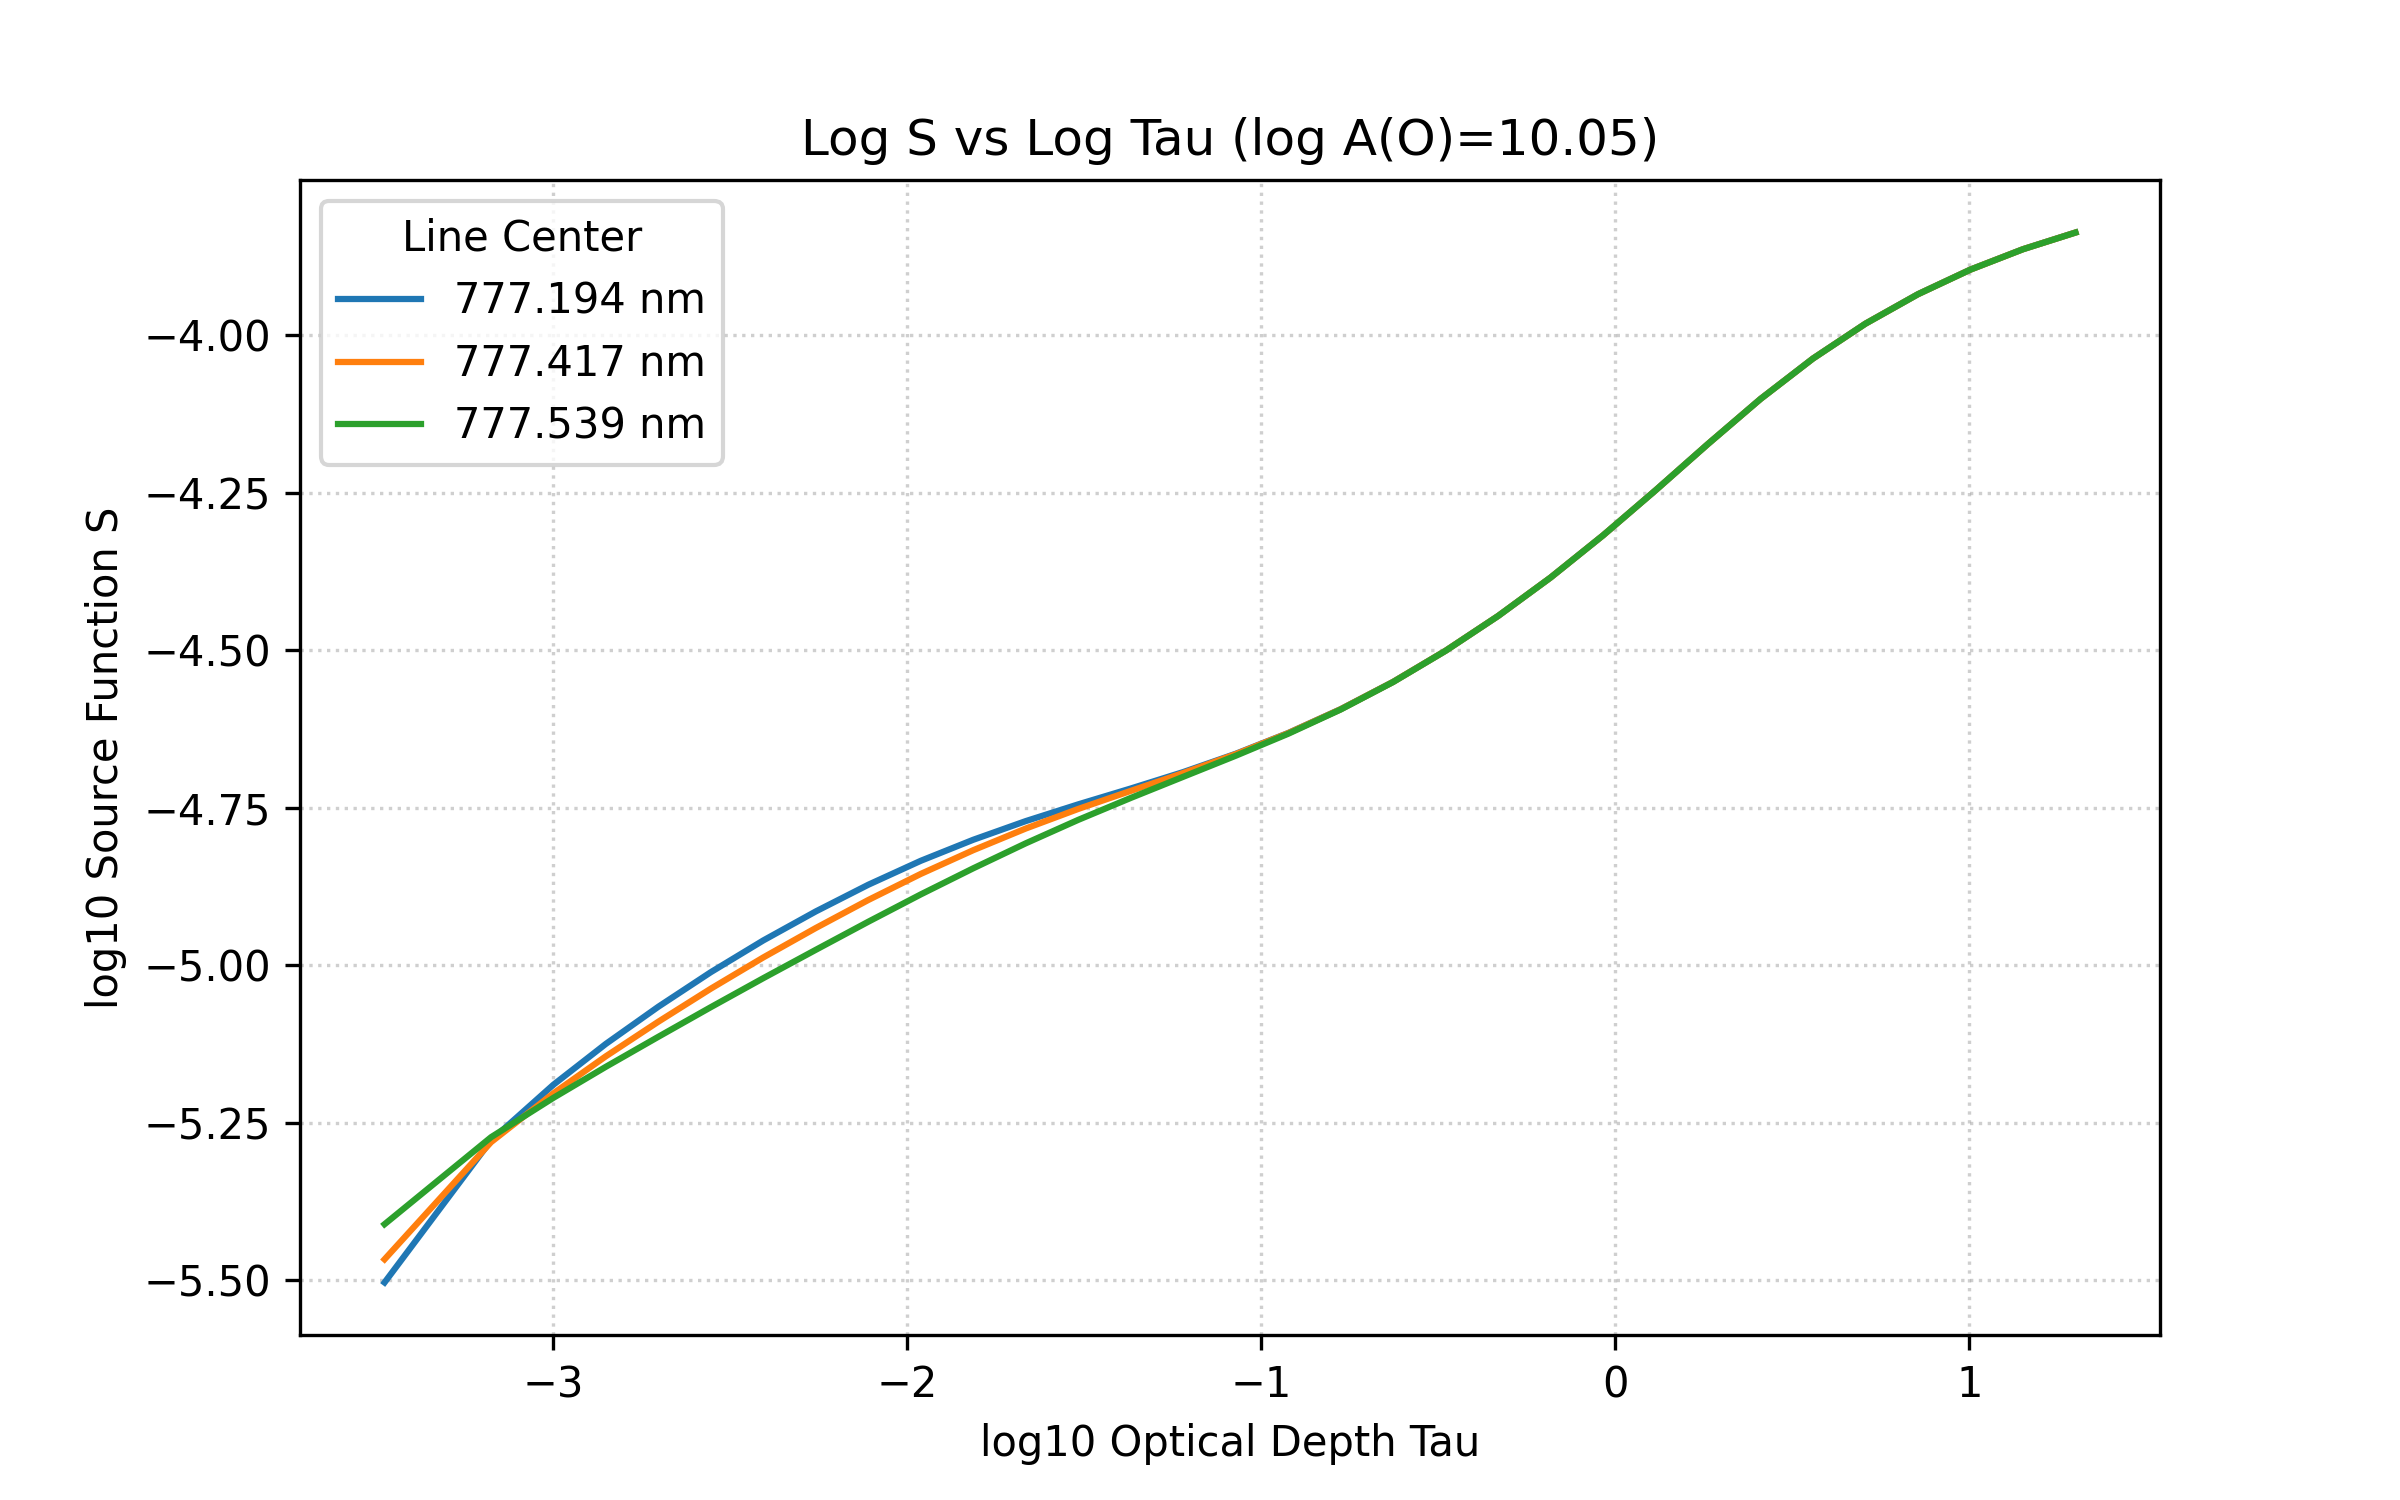 Log S vs Log Tau (log A(O)=10.05)
Line Center
777.194 nm
777.417 nm
777.539 nm
log10 Source Function S
−4.00
−4.25
−4.50
−4.75
−5.00
−5.25
−5.50
−3
−2
−1
0
1
log10 Optical Depth Tau